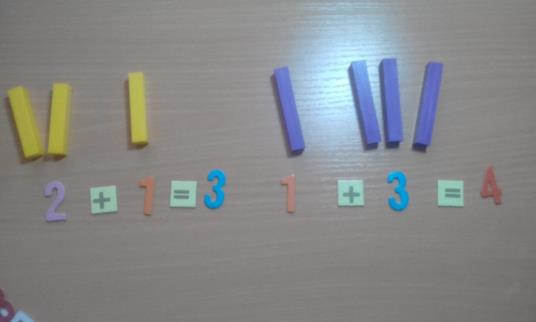 2 + 1 = 3 1 + 3 = 4